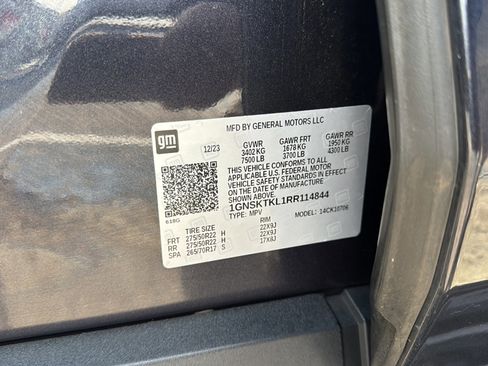 gm
MFD BY GENERAL MOTORS LLC
12/23 GVWR GAWR FRT GAWR RR
3402 KG 1678 KG 1950 KG
7500 LB 3700 LB 4300 LB
THIS VEHICLE CONFORMS TO ALL
APPLICABLE U.S. FEDERAL MOTOR
VEHICLE SAFETY STANDARDS IN EFFECT
ON THE DATE OF MANUFACTURE
SHOWN ABOVE.
1GNSKTKL1RR114844
618G TYPE: MPV MODEL: 14CK10706
TIRE SIZE RIM
FRT 275/50R22 H 22X9J
RR 275/50R22 H 22X9J
SPA 265/70R17 S 17X8J